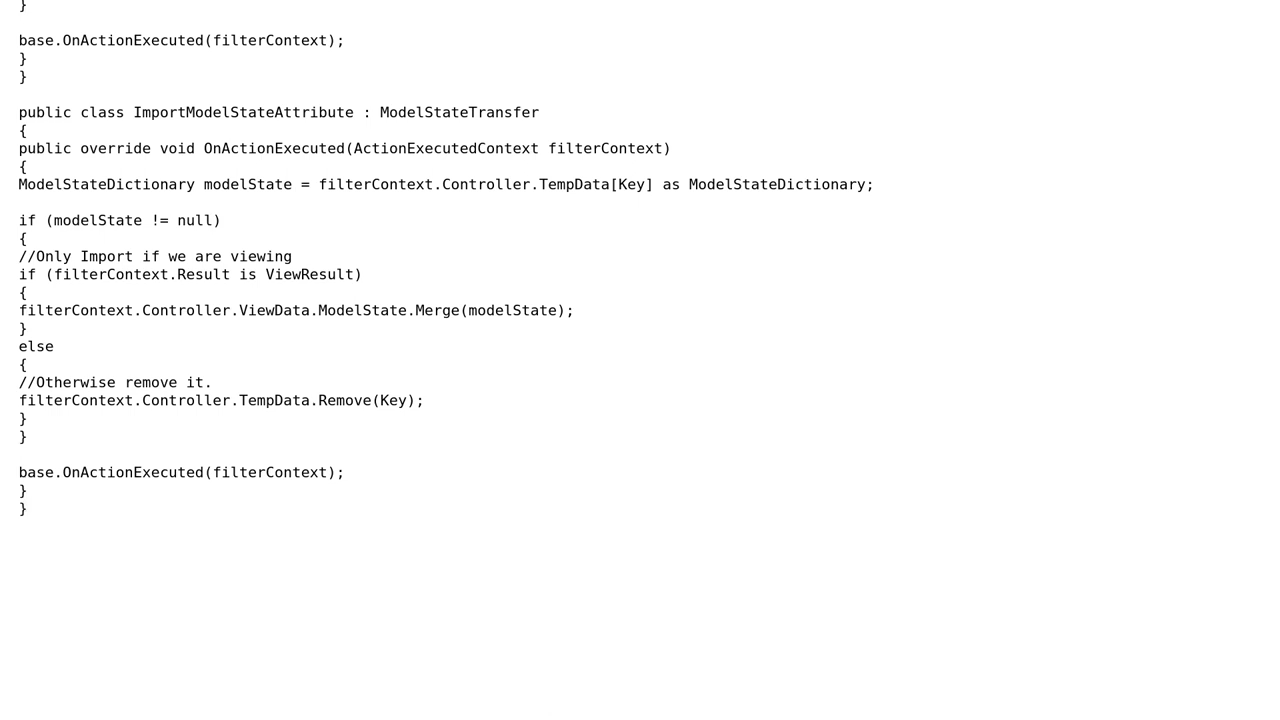 }
base.OnActionExecuted(filterContext);
}
}
public class ImportModelStateAttribute : ModelStateTransfer
{
public override void OnActionExecuted(ActionExecutedContext filterContext)
{
ModelStateDictionary modelState = filterContext.Controller.TempData[Key] as ModelStateDictionary;
if (modelState != null)
{
//Only Import if we are viewing
if (filterContext.Result is ViewResult)
{
filterContext.Controller.ViewData.ModelState.Merge(modelState);
}
else
{
//Otherwise remove it.
filterContext.Controller.TempData.Remove(Key);
}
}
base.OnActionExecuted(filterContext);
}
}